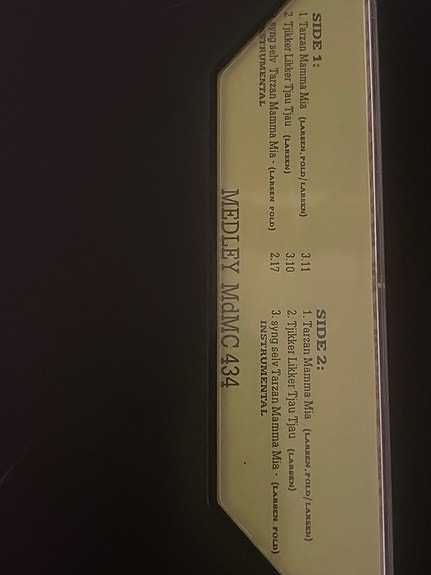 SIDE 1:
1. Tarzan Mamma Mia (LARSEN, FOLD/LARSEN) 3.11
2. Tjikker Likker Tjau Tjau (LARSEN) 3.10
syng selv Tarzan Mamma Mia - (LARSEN FOLD) 2.17
INSTRUMENTAL
SIDE 2:
1. Tarzan Mamma Mia (LARSEN, FOLD/LARSEN)
2. Tjikker Likker Tjau Tjau (LARSEN)
3. syng selv Tarzan Mamma Mia - (LARSEN FOLD)
INSTRUMENTAL
MEDLEY MdMC 434